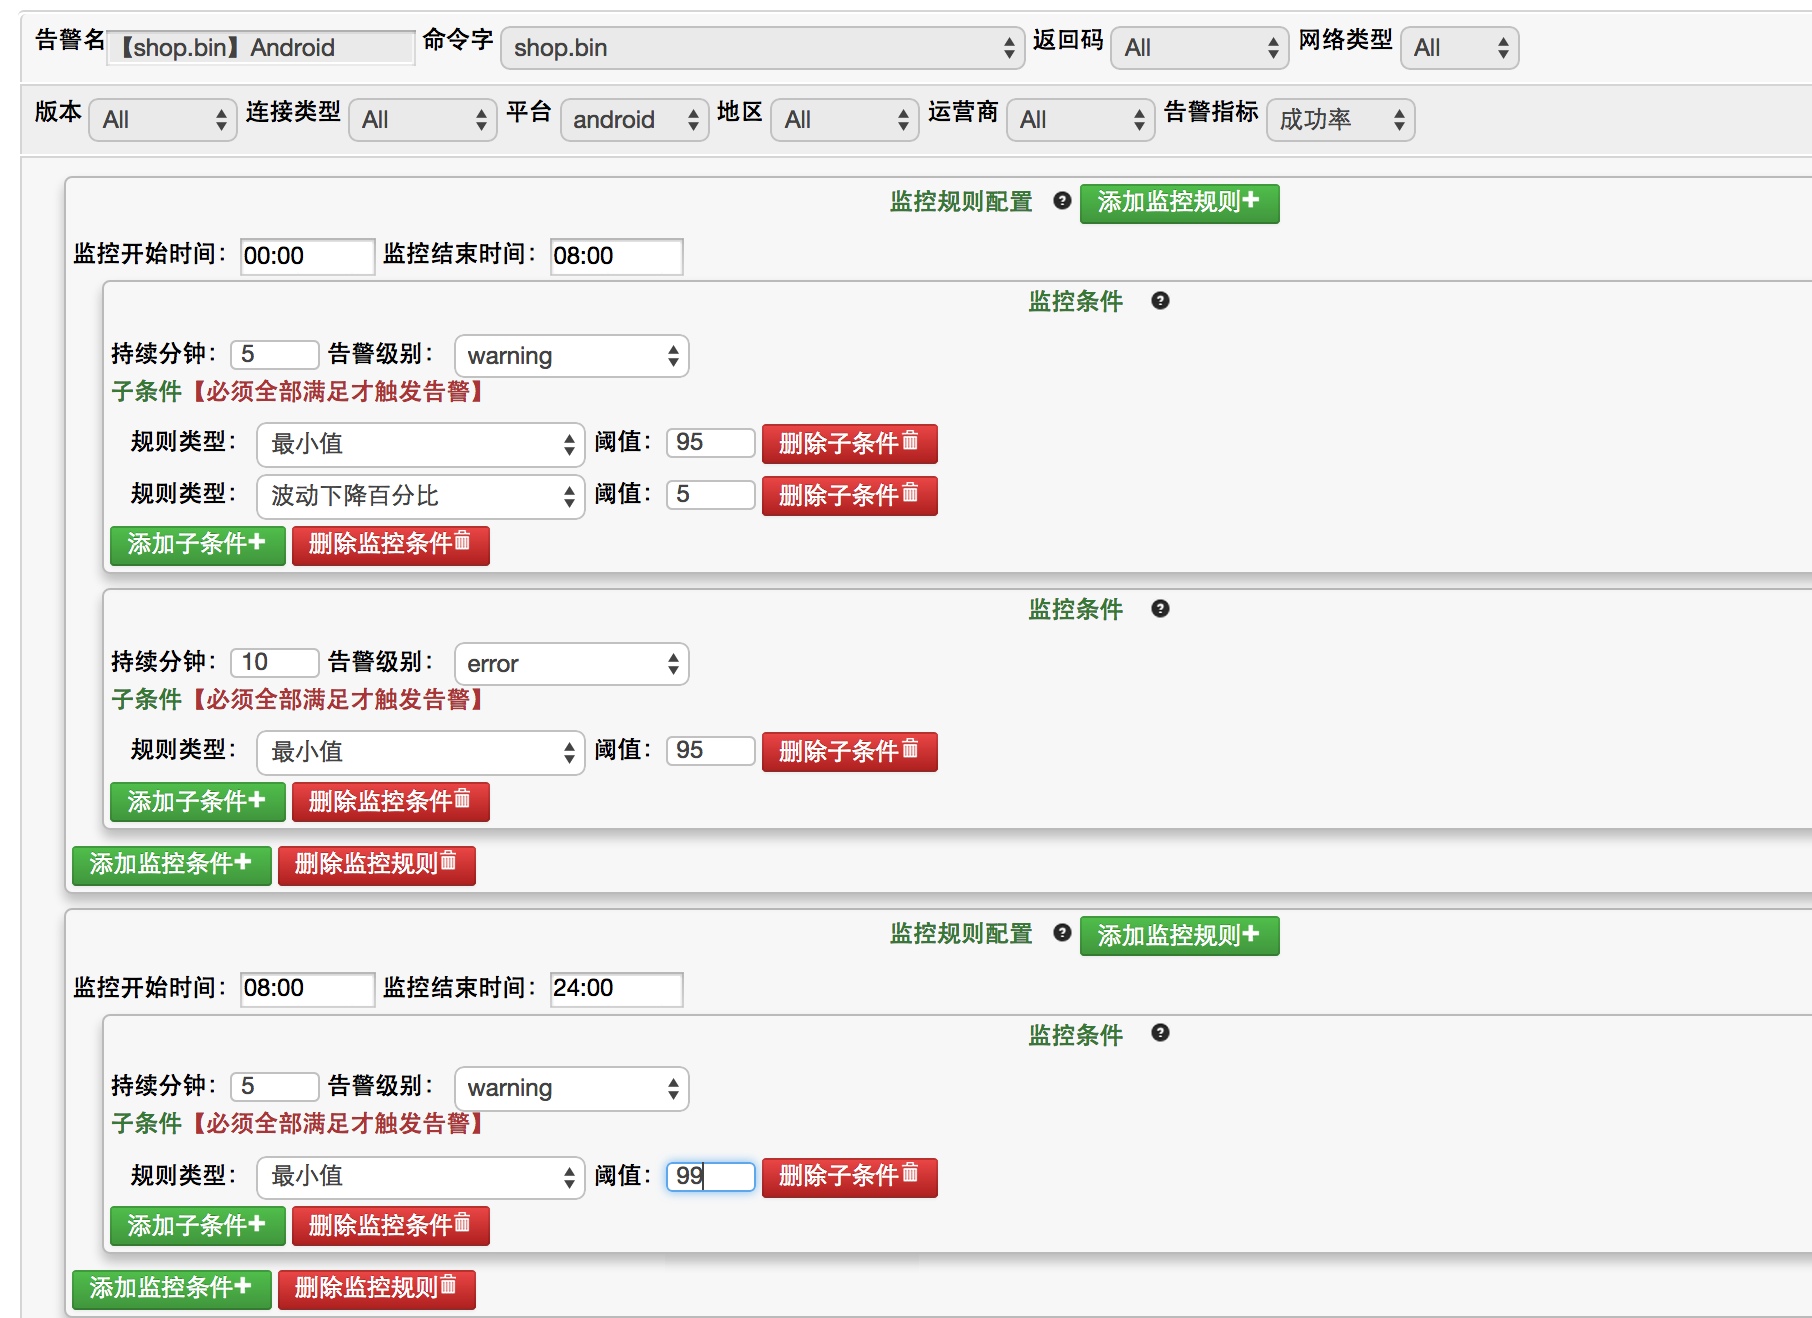 告警名 【shop.bin】Android 命令字 shop.bin 返回码 All 网络类型 All
版本 All 连接类型 All 平台 android 地区 All 运营商 All 告警指标 成功率
监控规则配置 ? 添加监控规则+
监控开始时间： 00:00 监控结束时间： 08:00
监控条件 ?
持续分钟： 5 告警级别： warning
子条件【必须全部满足才触发告警】
规则类型： 最小值 阈值： 95 删除子条件
规则类型： 波动下降百分比 阈值： 5 删除子条件
添加子条件+ 删除监控条件
监控条件 ?
持续分钟： 10 告警级别： error
子条件【必须全部满足才触发告警】
规则类型： 最小值 阈值： 95 删除子条件
添加子条件+ 删除监控条件
添加监控条件+ 删除监控规则
监控规则配置 ? 添加监控规则+
监控开始时间： 08:00 监控结束时间： 24:00
监控条件 ?
持续分钟： 5 告警级别： warning
子条件【必须全部满足才触发告警】
规则类型： 最小值 阈值： 99 删除子条件
添加子条件+ 删除监控条件
添加监控条件+ 删除监控规则